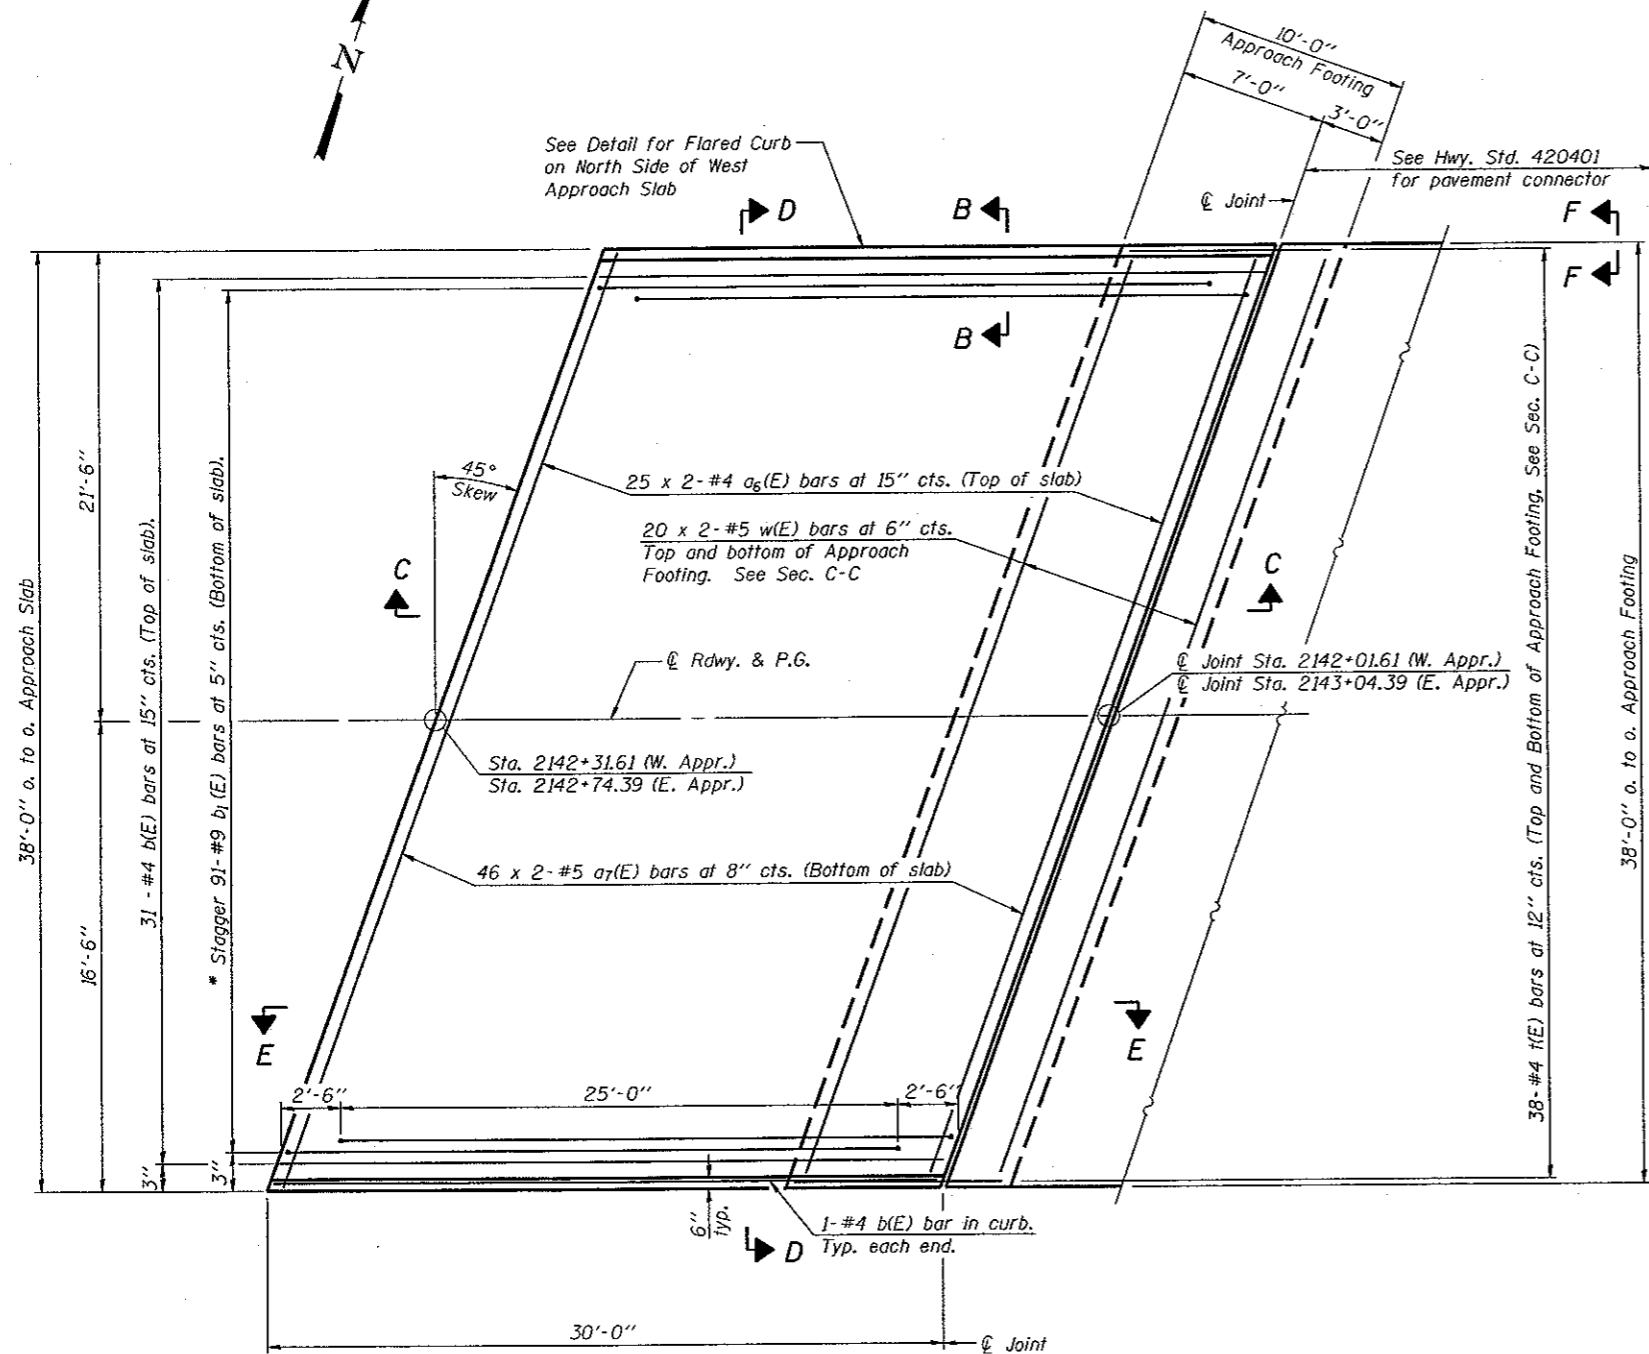 N
10'-0"
Approach Footing
7'-0"
3'-0"
See Detail for Flared Curb
on North Side of West
Approach Slab
See Hwy. Std. 420401
for pavement connector
℄ Joint
D
B
F
F
B
45°
Skew
25 x 2-#4 a6(E) bars at 15" cts. (Top of slab)
20 x 2-#5 w(E) bars at 6" cts.
Top and bottom of Approach
Footing. See Sec. C-C
C
C
℄ Rdwy. & P.G.
℄ Joint Sta. 2142+01.61 (W. Appr.)
℄ Joint Sta. 2143+04.39 (E. Appr.)
Sta. 2142+31.61 (W. Appr.)
Sta. 2142+74.39 (E. Appr.)
46 x 2-#5 a7(E) bars at 8" cts. (Bottom of slab)
38'-0" o. to o. Approach Slab
21'-6"
16'-6"
31 -#4 b(E) bars at 15" cts. (Top of slab).
* Stagger 91-#9 b1(E) bars at 5" cts. (Bottom of slab).
38-#4 t(E) bars at 12" cts. (Top and Bottom of Approach Footing, See Sec. C-C)
38'-0" o. to o. Approach Footing
E
E
2'-6"
25'-0"
2'-6"
3"
3"
6"
typ.
1-#4 b(E) bar in curb.
Typ. each end.
D
30'-0"
℄ Joint